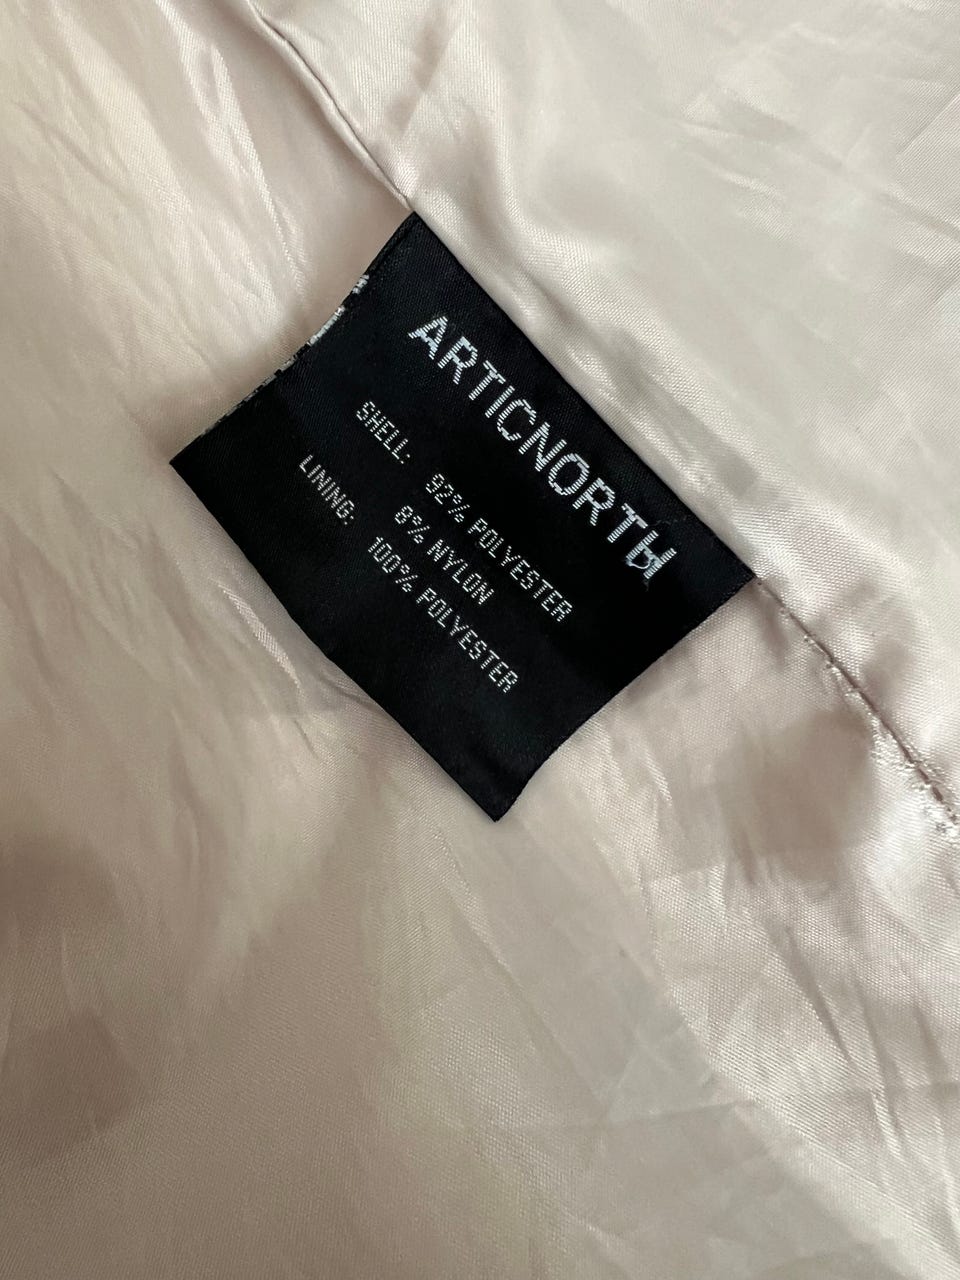 ARTICNORTH
SHELL: 92% POLYESTER
8% NYLON
LINING: 100% POLYESTER